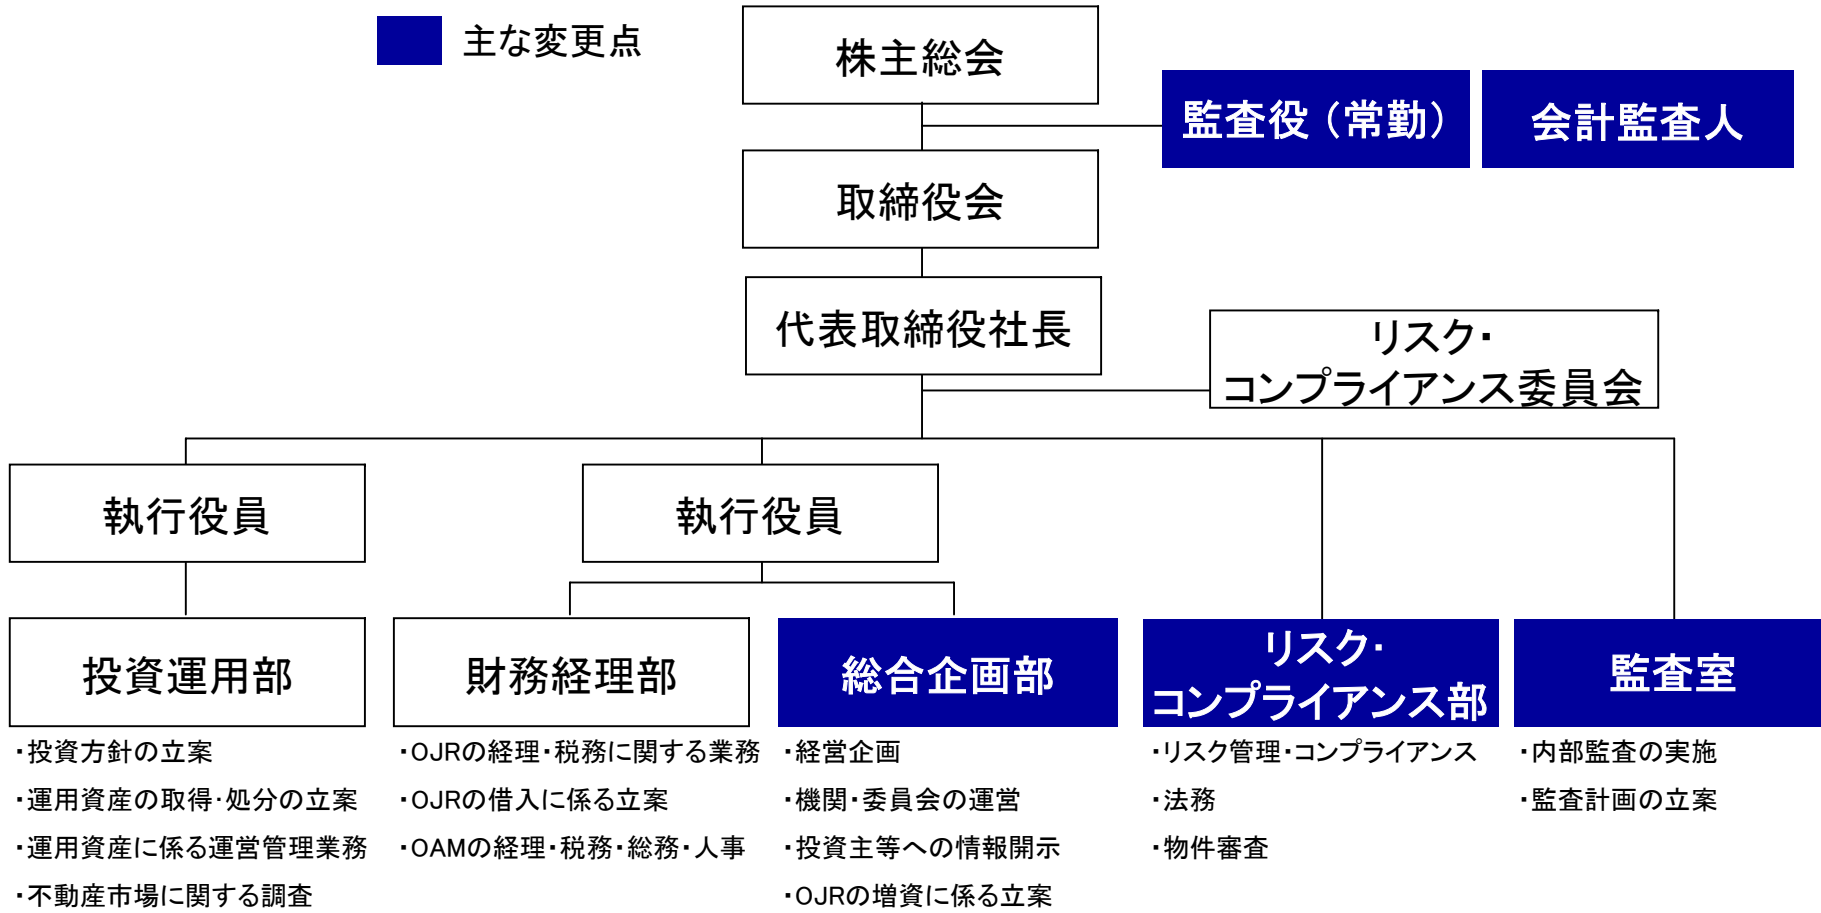 主な変更点
株主総会
監査役（常勤）
会計監査人
取締役会
代表取締役社長
リスク・
コンプライアンス委員会
執行役員
執行役員
投資運用部
・投資方針の立案
・運用資産の取得・処分の立案
・運用資産に係る運営管理業務
・不動産市場に関する調査
財務経理部
・OJRの経理・税務に関する業務
・OJRの借入に係る立案
・OAMの経理・税務・総務・人事
総合企画部
・経営企画
・機関・委員会の運営
・投資主等への情報開示
・OJRの増資に係る立案
リスク・
コンプライアンス部
・リスク管理・コンプライアンス
・法務
・物件審査
監査室
・内部監査の実施
・監査計画の立案